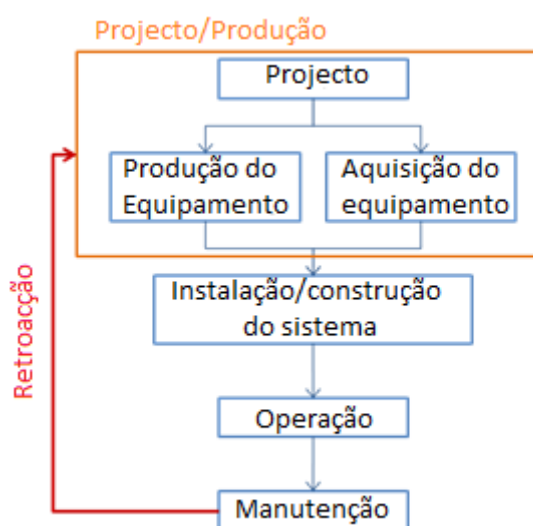 Projecto/Produção
Projecto
Produção do
Equipamento
Aquisição do
equipamento
Instalação/construção
do sistema
Retroacção
Operação
Manutenção